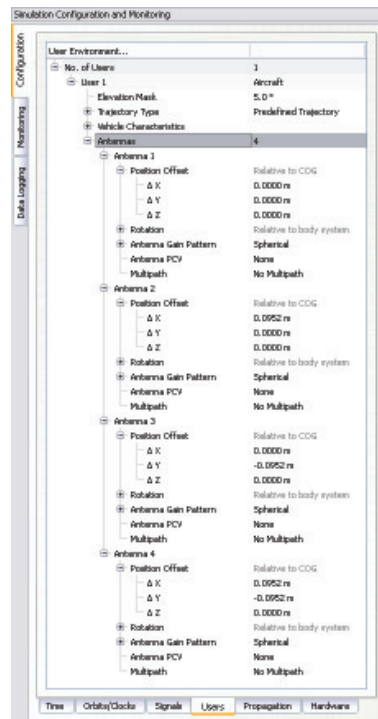 Simulation Configuration and Monitoring
Configuration
Monitoring
Data Logging
User Environment...
No. of Users 1
User 1 Aircraft
Elevation Mask 5.0 °
Trajectory Type Predefined Trajectory
Vehicle Characteristics
Antennas 4
Antenna 1
Position Offset Relative to COG
Δ X 0.0000 m
Δ Y 0.0000 m
Δ Z 0.0000 m
Rotation Relative to body system
Antenna Gain Pattern Spherical
Antenna PCV None
Multipath No Multipath
Antenna 2
Position Offset Relative to COG
Δ X 0.0952 m
Δ Y 0.0000 m
Δ Z 0.0000 m
Rotation Relative to body system
Antenna Gain Pattern Spherical
Antenna PCV None
Multipath No Multipath
Antenna 3
Position Offset Relative to COG
Δ X 0.0000 m
Δ Y -0.0952 m
Δ Z 0.0000 m
Rotation Relative to body system
Antenna Gain Pattern Spherical
Antenna PCV None
Multipath No Multipath
Antenna 4
Position Offset Relative to COG
Δ X 0.0952 m
Δ Y -0.0952 m
Δ Z 0.0000 m
Rotation Relative to body system
Antenna Gain Pattern Spherical
Antenna PCV None
Multipath No Multipath
Time Orbits/Clocks Signals Users Propagation Hardware